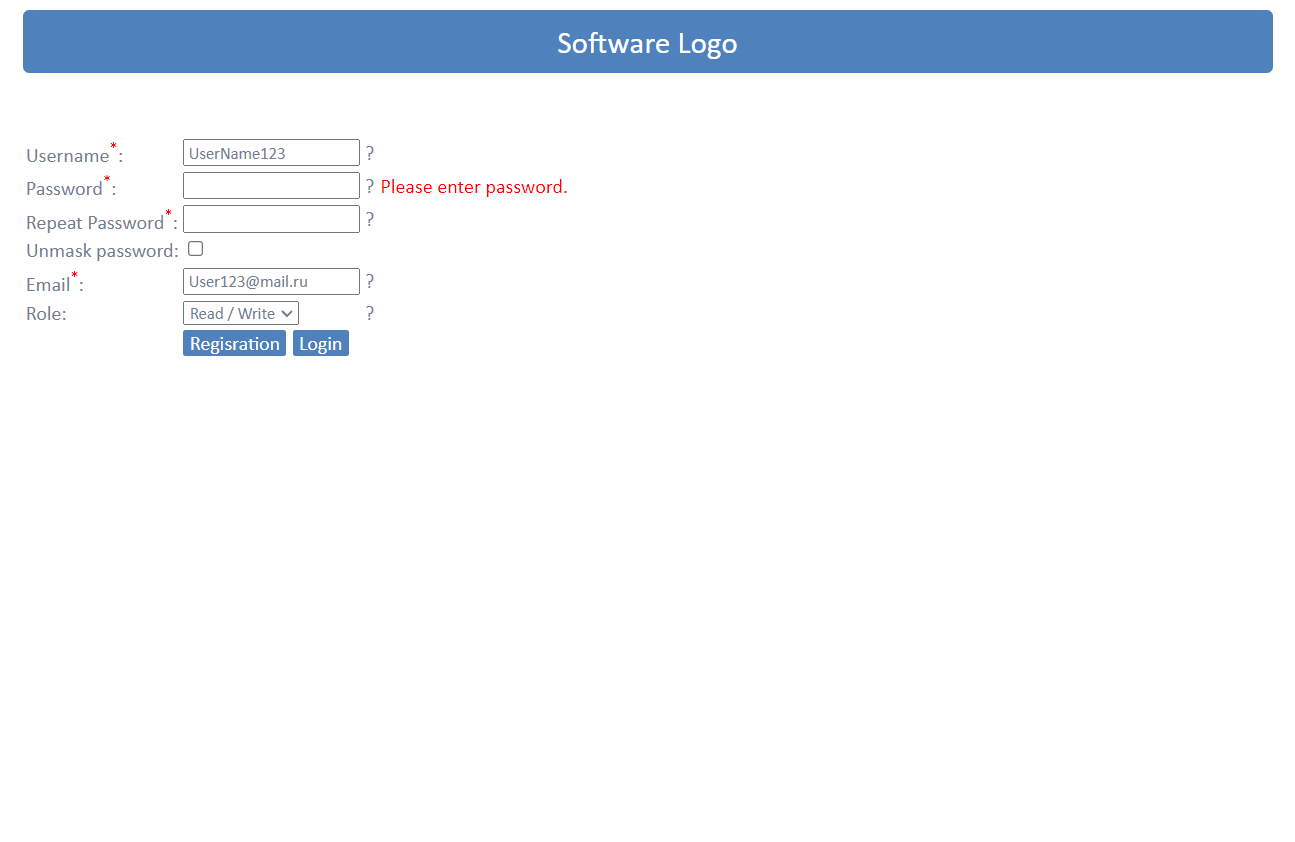 Software Logo
Username*: UserName123 ?
Password*: ? Please enter password.
Repeat Password*: ?
Unmask password:
Email*: User123@mail.ru ?
Role: Read / Write ?
Regisration Login